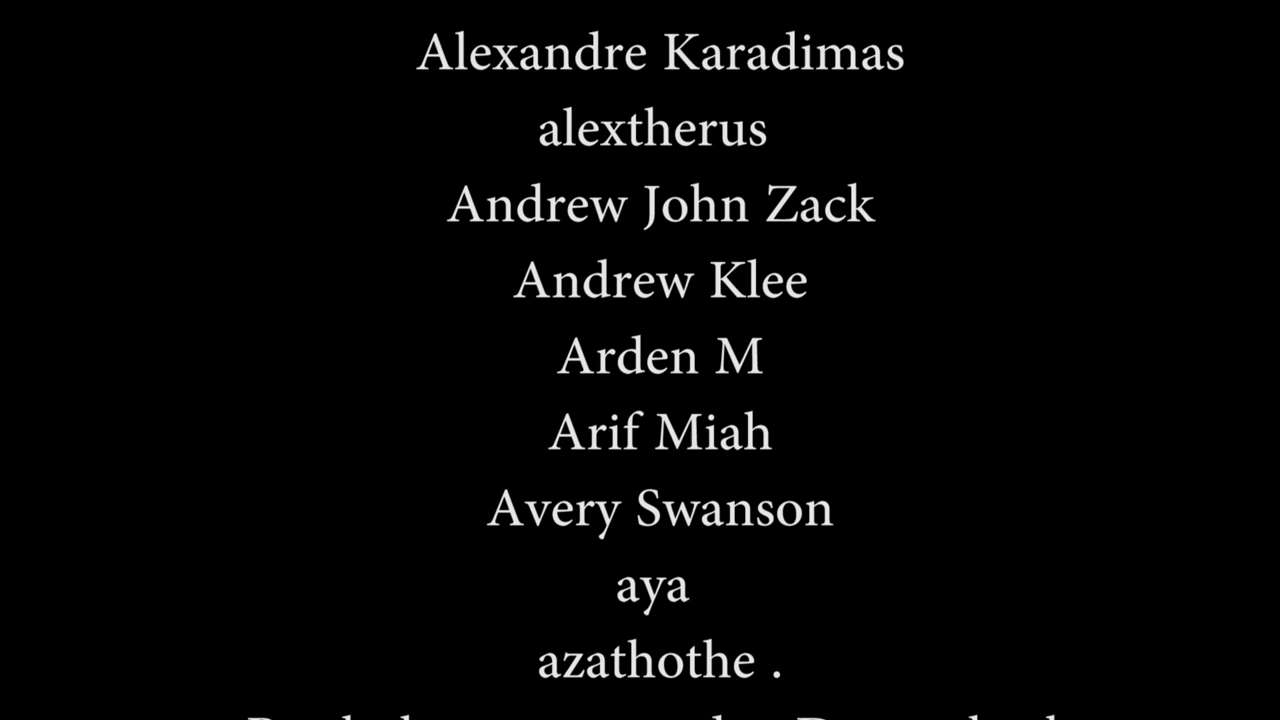 Alexandre Karadimas
alextherus
Andrew John Zack
Andrew Klee
Arden M
Arif Miah
Avery Swanson
aya
azathothe .